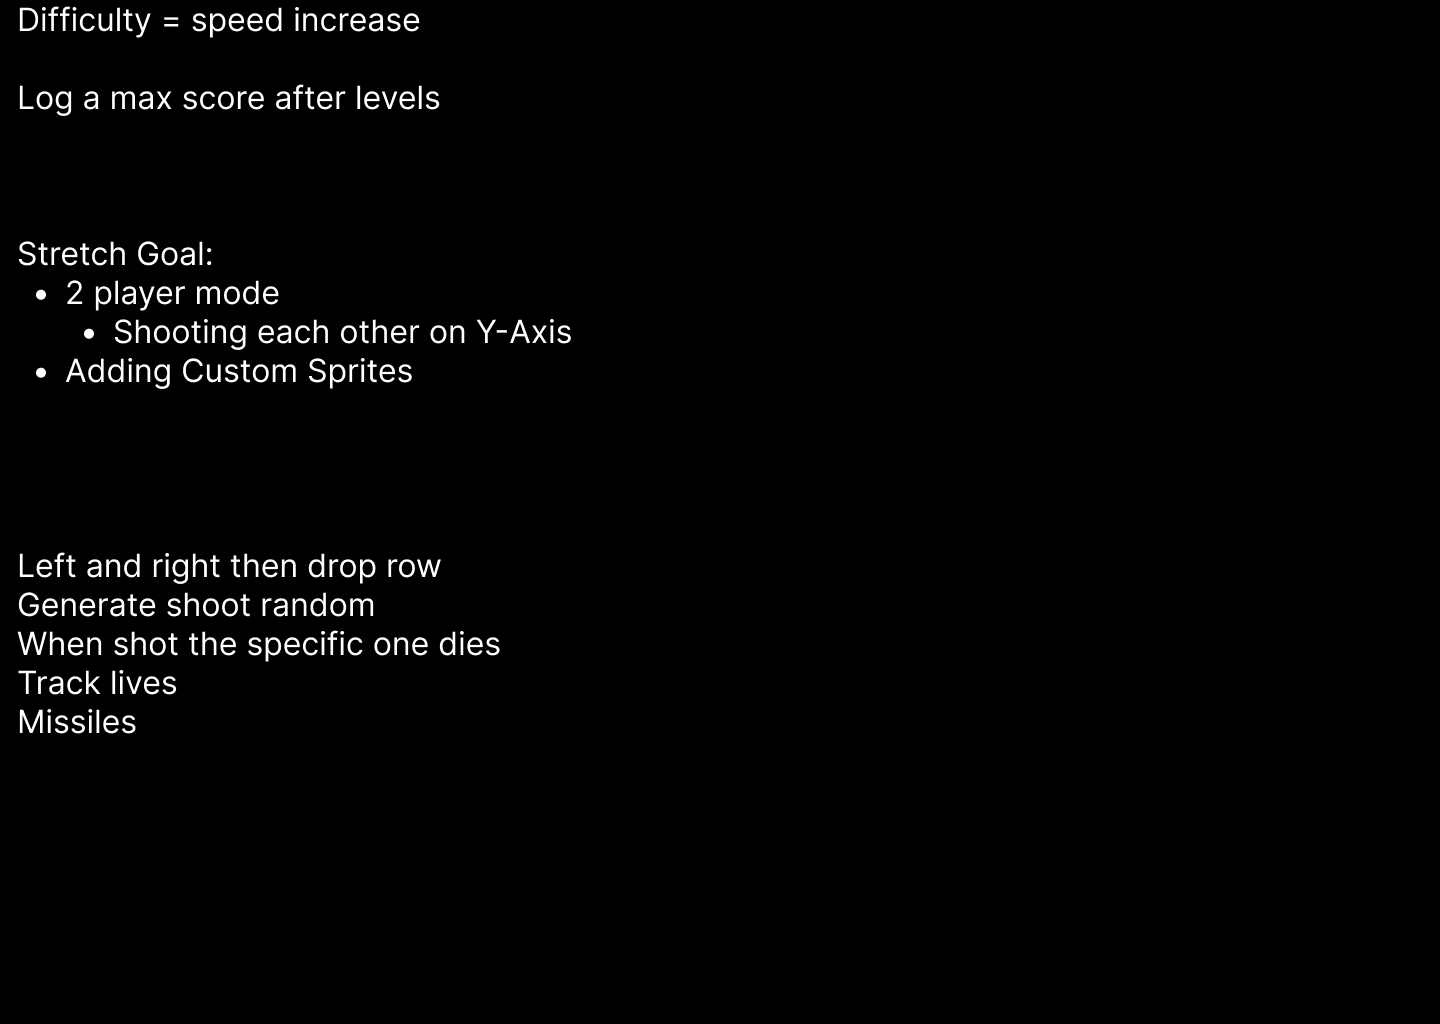 Difficulty = speed increase
Log a max score after levels
Stretch Goal:
• 2 player mode
• Shooting each other on Y-Axis
• Adding Custom Sprites
Left and right then drop row
Generate shoot random
When shot the specific one dies
Track lives
Missiles